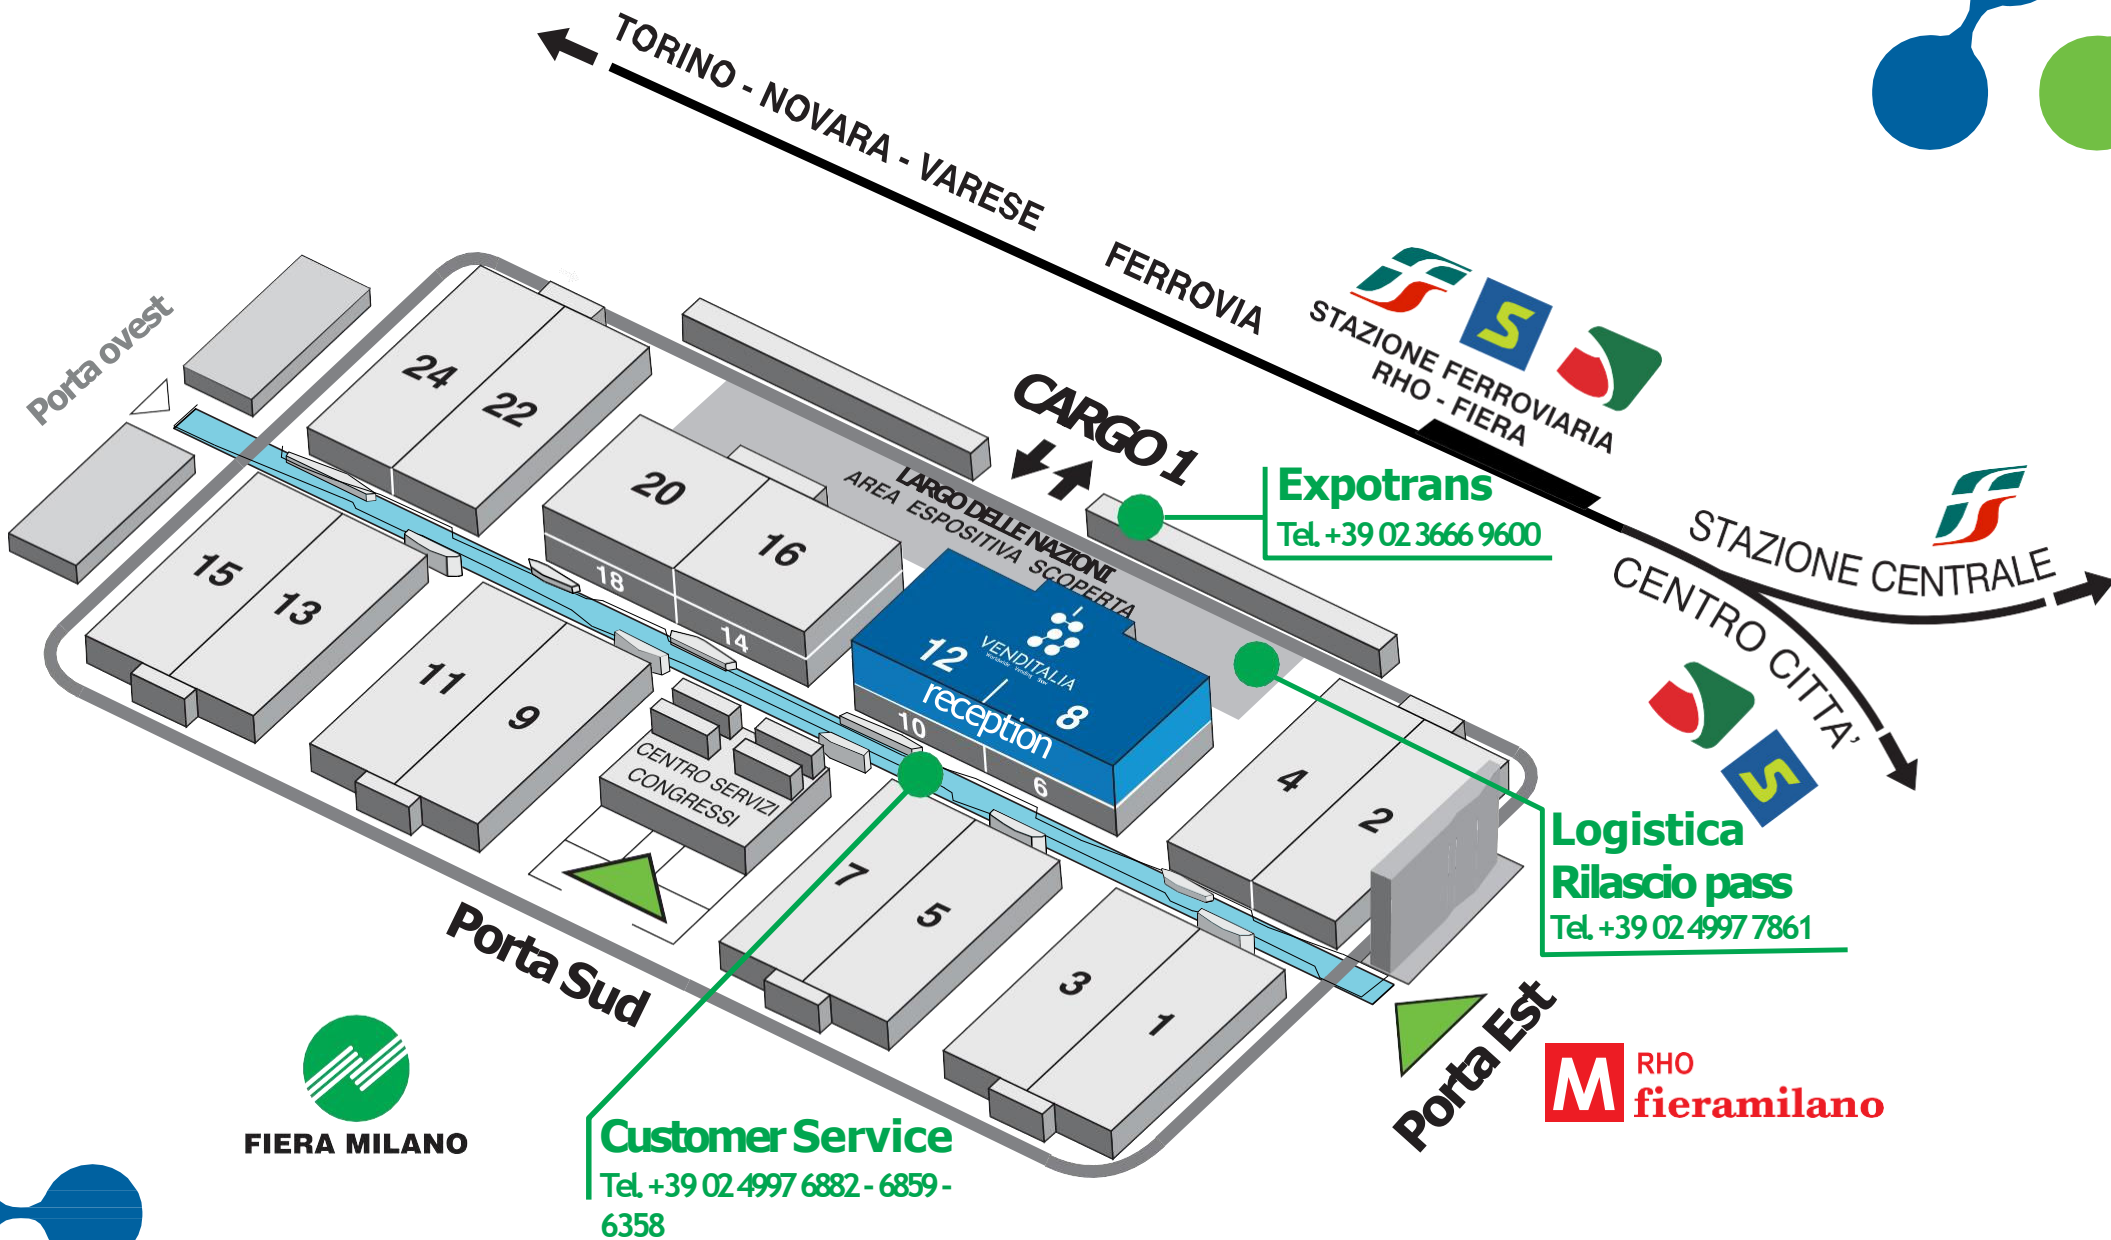 TORINO - NOVARA - VARESE
FERROVIA
STAZIONE FERROVIARIA
RHO - FIERA
S
Porta ovest
CARGO 1
Expotrans
Tel. +39 02 3666 9600
LARGO DELLE NAZIONI
AREA ESPOSITIVA SCOPERTA
STAZIONE CENTRALE
CENTRO CITTA'
S
24
22
20
16
18
14
15
13
11
9
12
VENDITALIA
8
reception
10
6
4
2
CENTRO SERVIZI
CONGRESSI
7
5
3
1
Logistica
Rilascio pass
Tel. +39 02 4997 7861
Porta Sud
Porta Est
M
RHO
fieramilano
FIERA MILANO
Customer Service
Tel. +39 02 4997 6882 - 6859 -
6358